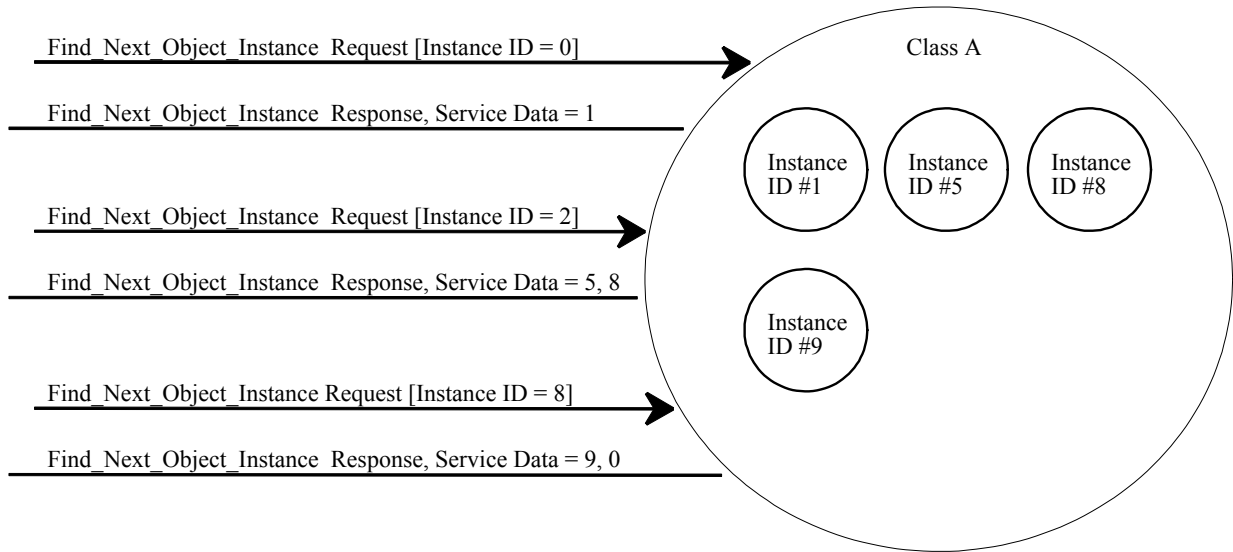 Find_Next_Object_Instance Request [Instance ID = 0]
Class A
Find_Next_Object_Instance Response, Service Data = 1
Instance
ID #1
Instance
ID #5
Instance
ID #8
Find_Next_Object_Instance Request [Instance ID = 2]
Find_Next_Object_Instance Response, Service Data = 5, 8
Instance
ID #9
Find_Next_Object_Instance Request [Instance ID = 8]
Find_Next_Object_Instance Response, Service Data = 9, 0